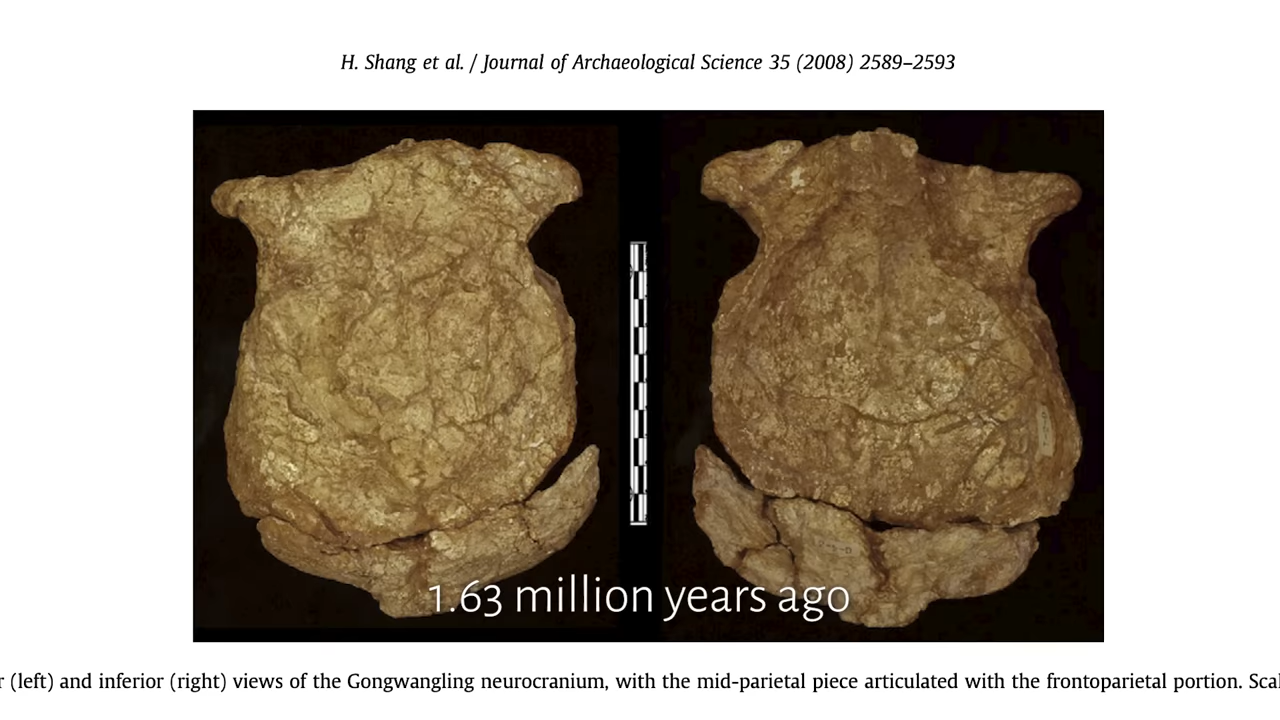 H. Shang et al. / Journal of Archaeological Science 35 (2008) 2589–2593
1.63 million years ago
(left) and inferior (right) views of the Gongwangling neurocranium, with the mid-parietal piece articulated with the frontoparietal portion.